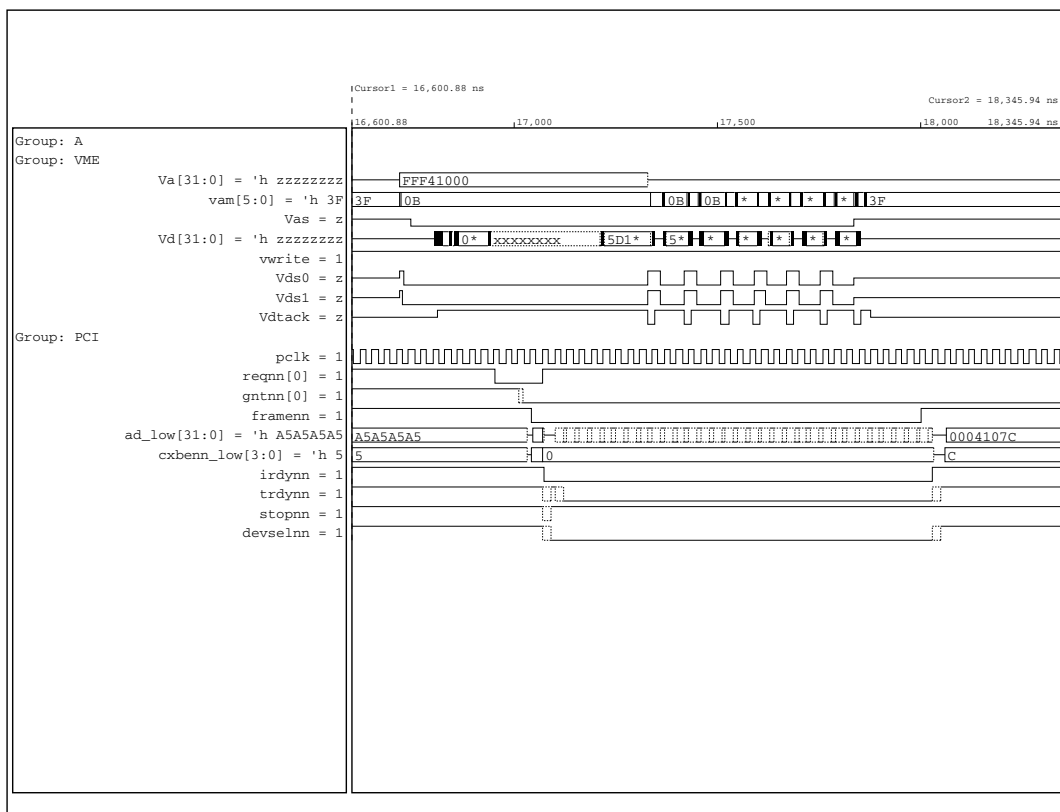 Cursor1 = 16,600.88 ns
Cursor2 = 18,345.94 ns
16,600.88 17,000 17,500 18,000 18,345.94 ns
Group: A
Group: VME
Va[31:0] = 'h zzzzzzzz FFF41000
vam[5:0] = 'h 3F 3F 0B 0B 0B * * * * 3F
Vas = z
Vd[31:0] = 'h zzzzzzzz 0* xxxxxxxx 5D1* 5* * * * * *
vwrite = 1
Vds0 = z
Vds1 = z
Vdtack = z
Group: PCI
pclk = 1
reqnn[0] = 1
gntnn[0] = 1
framenn = 1
ad_low[31:0] = 'h A5A5A5A5 A5A5A5A5 0004107C
cxbenn_low[3:0] = 'h 5 5 0 C
irdynn = 1
trdynn = 1
stopnn = 1
devselnn = 1